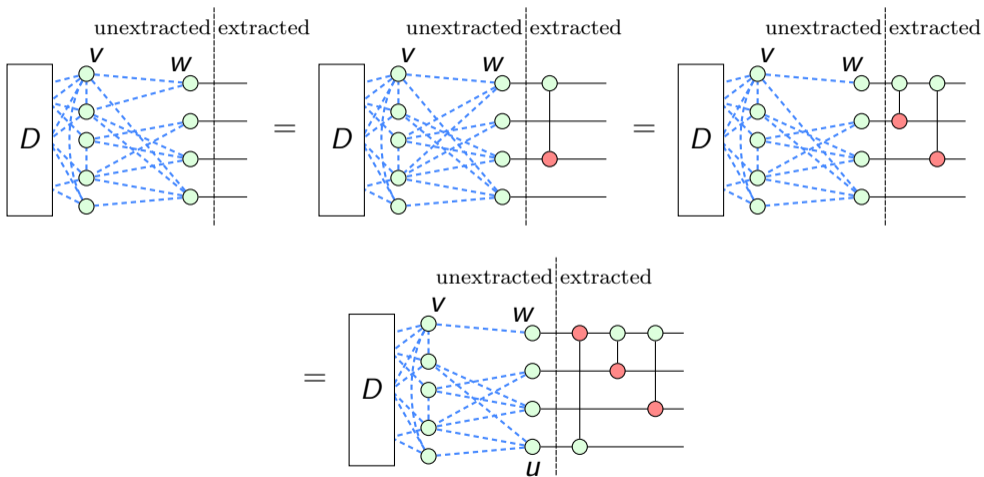 unextracted extracted unextracted extracted unextracted extracted
v w v w v w
D = D = D
unextracted extracted
v w
= D
u